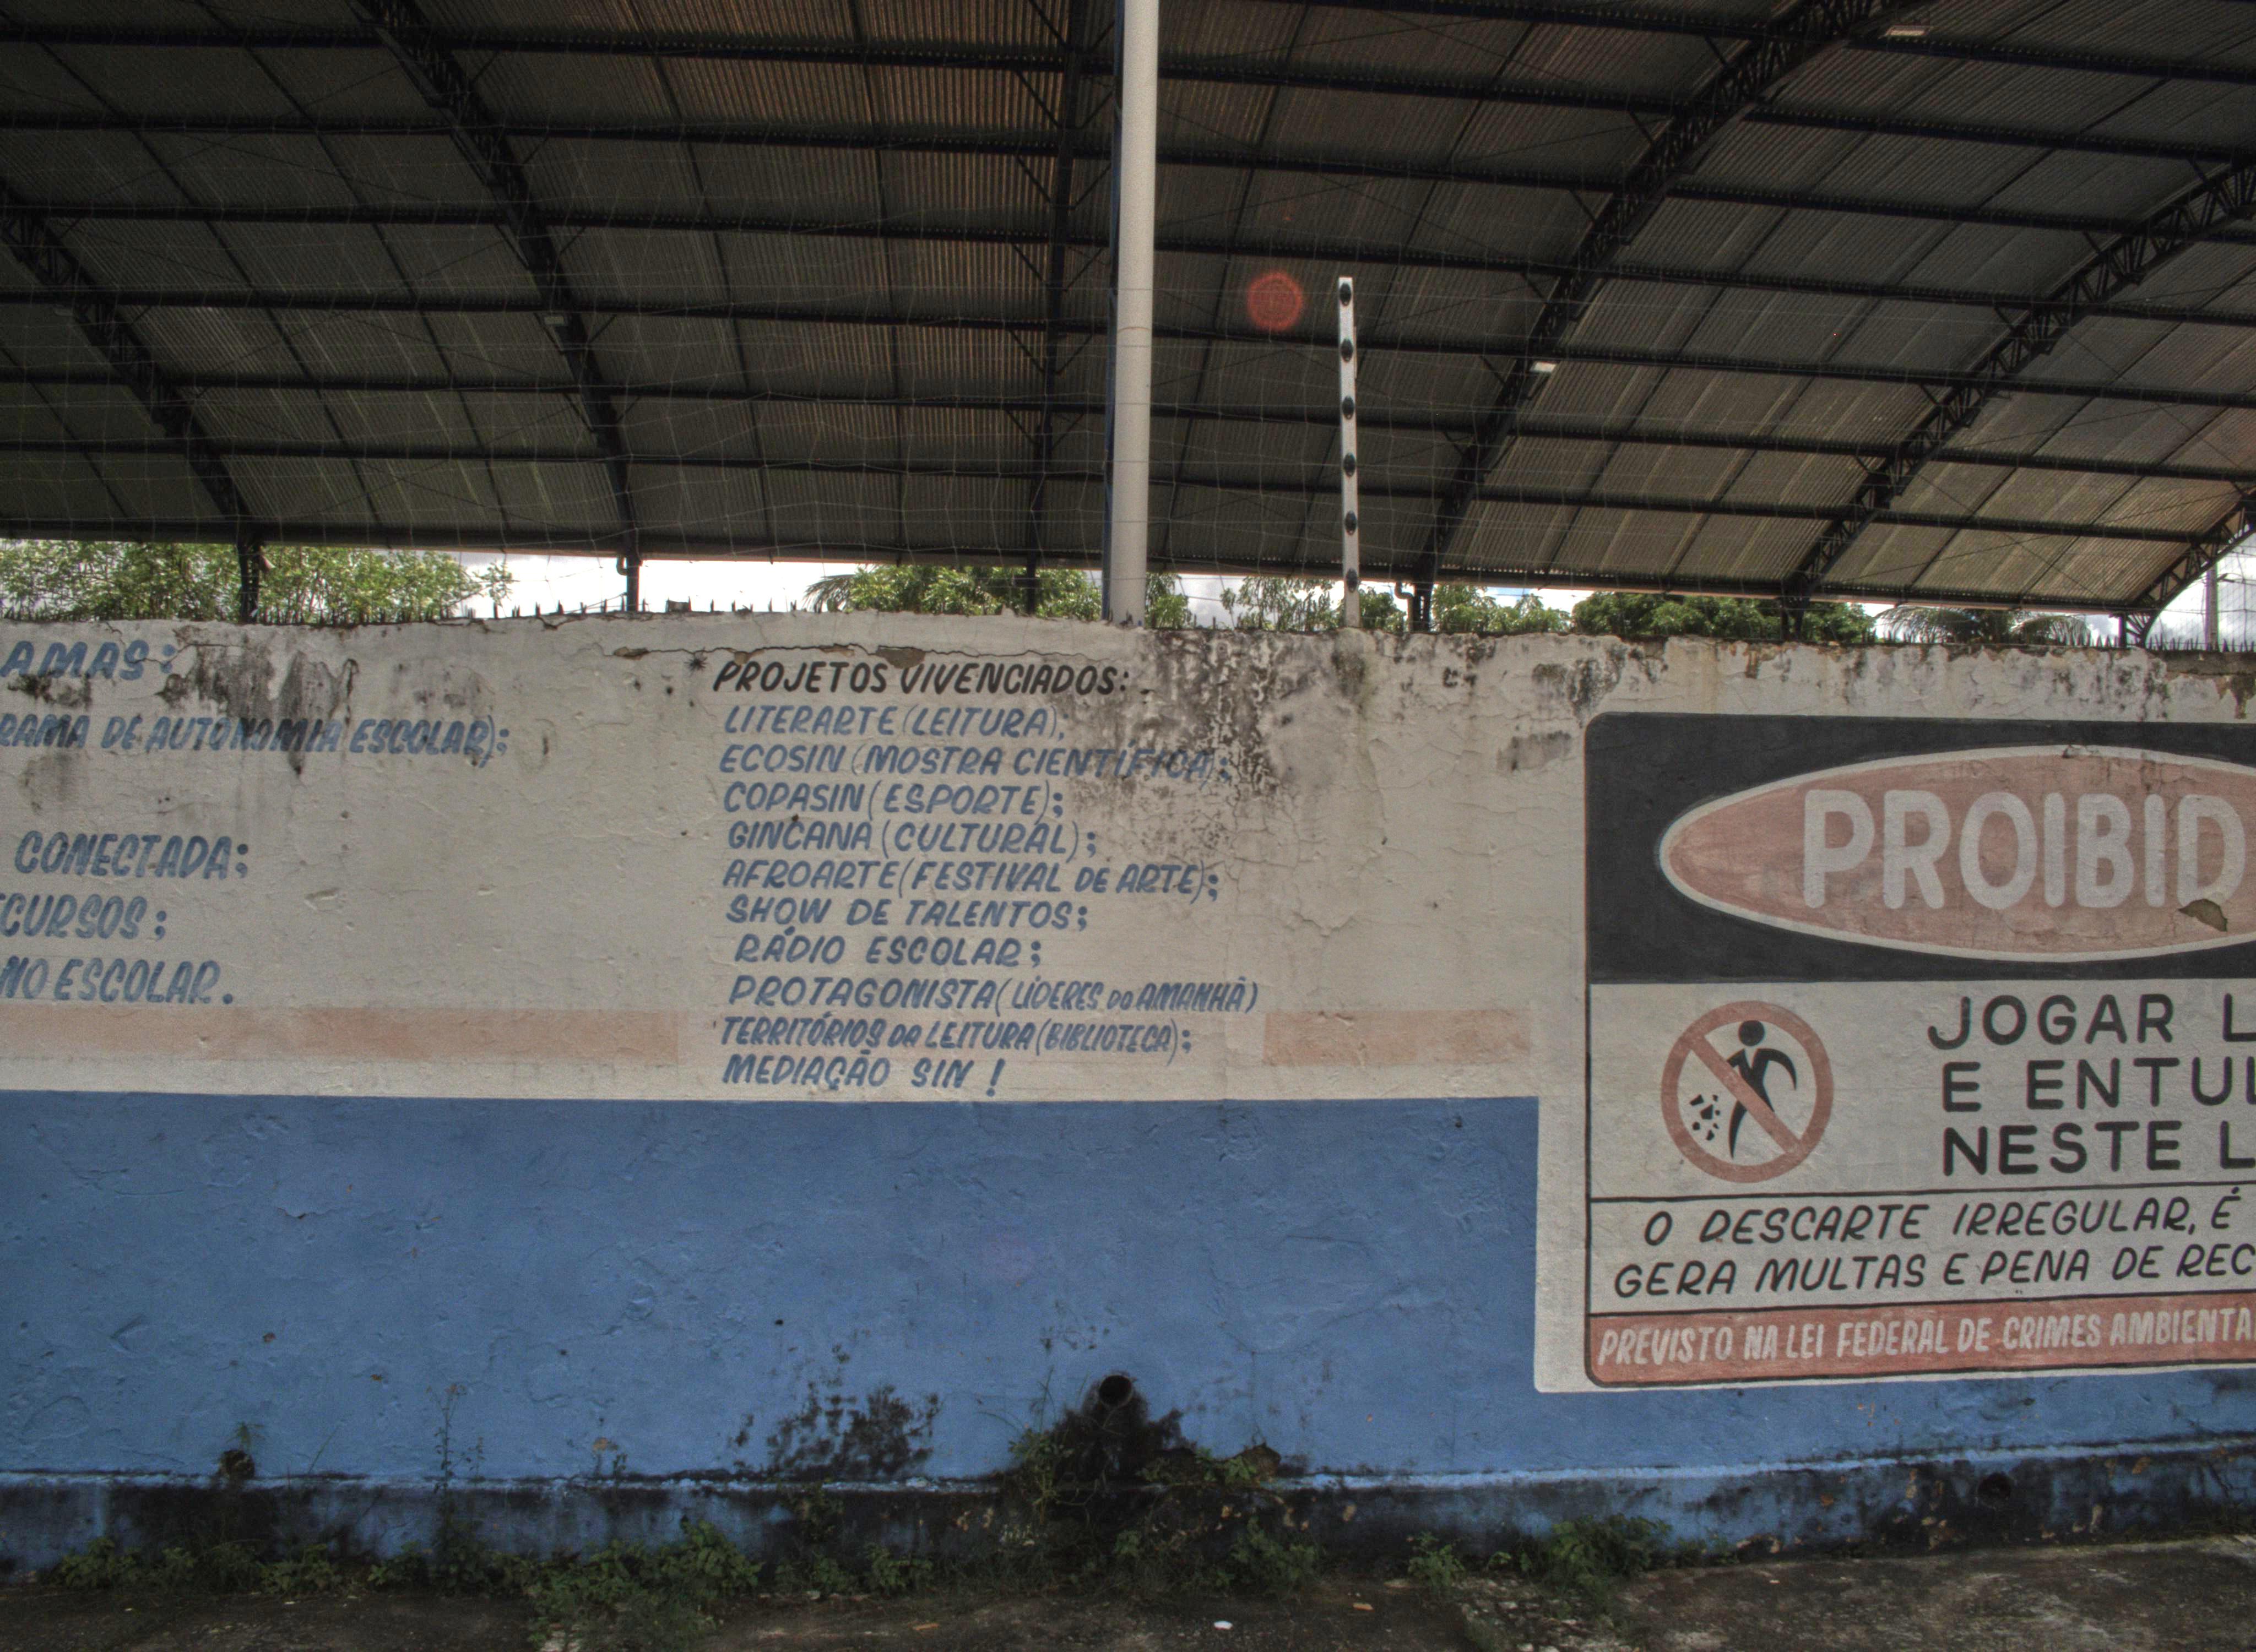 AMAS:
RAMA DE AUTONOMIA ESCOLAR);
CONECTADA;
ECURSOS;
NO ESCOLAR.
PROJETOS VIVENCIADOS:
LITERARTE (LEITURA),
ECOSIN (MOSTRA CIENTÍFICA);
COPASIN (ESPORTE);
GINCANA (CULTURAL);
AFROARTE (FESTIVAL DE ARTE);
SHOW DE TALENTOS;
RÁDIO ESCOLAR;
PROTAGONISTA (LÍDERES DO AMANHÃ)
TERRITÓRIOS DA LEITURA (BIBLIOTECA);
MEDIAÇÃO SIN !
PROIBID
JOGAR L
E ENTUL
NESTE L
O DESCARTE IRREGULAR, É
GERA MULTAS E PENA DE REC
PREVISTO NA LEI FEDERAL DE CRIMES AMBIENTA